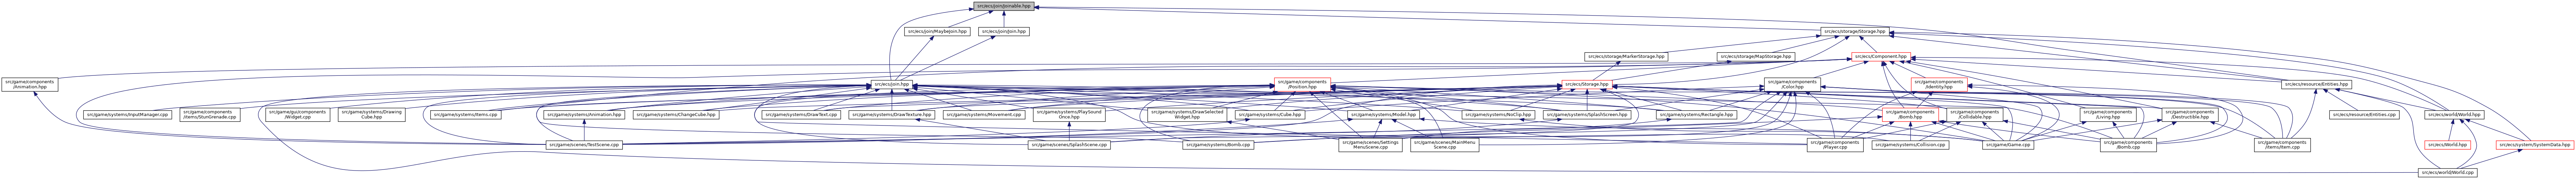 src/ecs/join/Joinable.hpp
src/ecs/join/MaybeJoin.hpp
src/ecs/join/Join.hpp
src/ecs/storage/Storage.hpp
src/ecs/storage/MarkerStorage.hpp
src/ecs/storage/MapStorage.hpp
src/ecs/Component.hpp
src/game/components
/Animation.hpp
src/ecs/join.hpp
src/game/components
/Position.hpp
src/ecs/Storage.hpp
src/game/components
/Color.hpp
src/game/components
/Identity.hpp
src/ecs/resource/Entities.hpp
src/game/systems/InputManager.cpp
src/game/components
/items/StunGrenade.cpp
src/game/gui/components
/Widget.cpp
src/game/systems/Drawing
Cube.hpp
src/game/systems/Items.cpp
src/game/systems/Animation.hpp
src/game/systems/ChangeCube.hpp
src/game/systems/DrawText.cpp
src/game/systems/DrawTexture.hpp
src/game/systems/Movement.cpp
src/game/systems/PlaySound
Once.hpp
src/game/systems/DrawSelected
Widget.hpp
src/game/systems/Cube.hpp
src/game/systems/Model.hpp
src/game/systems/NoClip.hpp
src/game/systems/SplashScreen.hpp
src/game/systems/Rectangle.hpp
src/game/components
/Bomb.hpp
src/game/components
/Collidable.hpp
src/game/components
/Living.hpp
src/game/components
/Destructible.hpp
src/ecs/resource/Entities.cpp
src/ecs/world/World.hpp
src/game/scenes/TestScene.cpp
src/game/scenes/SplashScene.cpp
src/game/systems/Bomb.cpp
src/game/scenes/Settings
MenuScene.cpp
src/game/scenes/MainMenu
Scene.cpp
src/game/components
/Player.cpp
src/game/systems/Collision.cpp
src/game/Game.cpp
src/game/components
/Bomb.cpp
src/game/components
/items/Item.cpp
src/ecs/World.hpp
src/ecs/system/SystemData.hpp
src/ecs/world/World.cpp